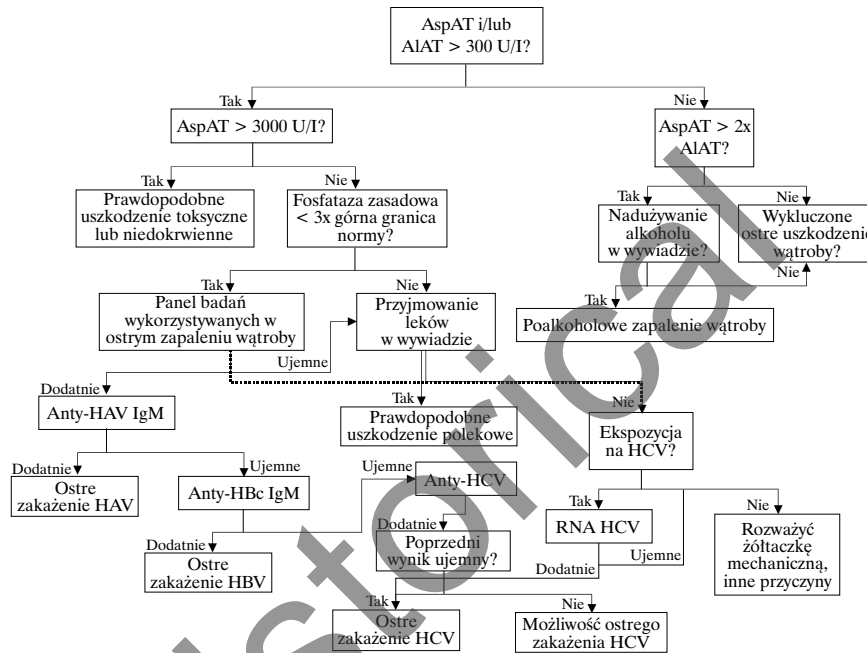 AspAT i/lub
AlAT > 300 U/I?
Tak
Nie
AspAT > 3000 U/I?
AspAT > 2x
AlAT?
Tak
Nie
Tak
Nie
Prawdopodobne
uszkodzenie toksyczne
lub niedokrwienne
Fosfataza zasadowa
< 3x górna granica
normy?
Nadużywanie
alkoholu
w wywiadzie?
Wykluczone
ostre uszkodzenie
wątroby?
Tak
Nie
Tak
Nie
Panel badań
wykorzystywanych w
ostrym zapaleniu wątroby
Przyjmowanie
leków
w wywiadzie
Poalkoholowe zapalenie wątroby
Ujemne
Dodatnie
Tak
Nie
Anty-HAV IgM
Prawdopodobne
uszkodzenie polekowe
Ekspozycja
na HCV?
Dodatnie
Ujemne
Ujemne
Ostre
zakażenie HAV
Anty-HBc IgM
Anty-HCV
Tak
Nie
Dodatnie
Dodatnie
RNA HCV
Rozważyć
żółtaczkę
mechaniczną,
inne przyczyny
Ostre
zakażenie HBV
Poprzedni
wynik ujemny?
Ujemne
Dodatnie
Tak
Nie
Ostre
zakażenie HCV
Możliwość ostrego
zakażenia HCV
Historical